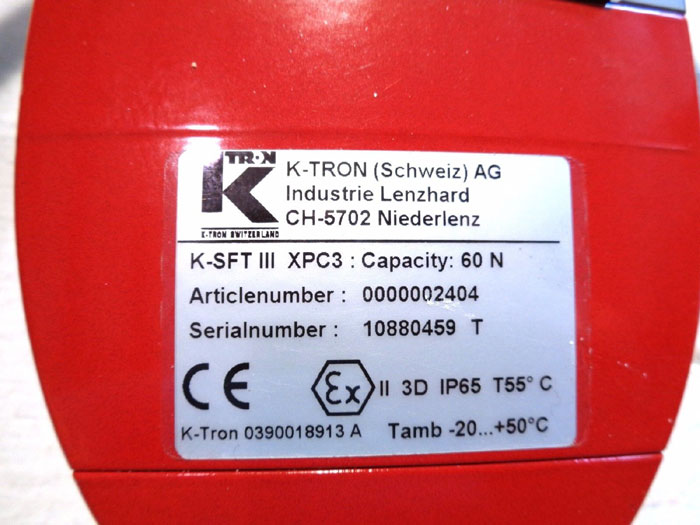 TRON
K
K-TRON SWITZERLAND
K-TRON (Schweiz) AG
Industrie Lenzhard
CH-5702 Niederlenz
K-SFT III XPC3 : Capacity: 60 N
Articlenumber : 0000002404
Serialnumber : 10880459 T
CE Ex II 3D IP65 T55° C
K-Tron 0390018913 A Tamb -20...+50°C